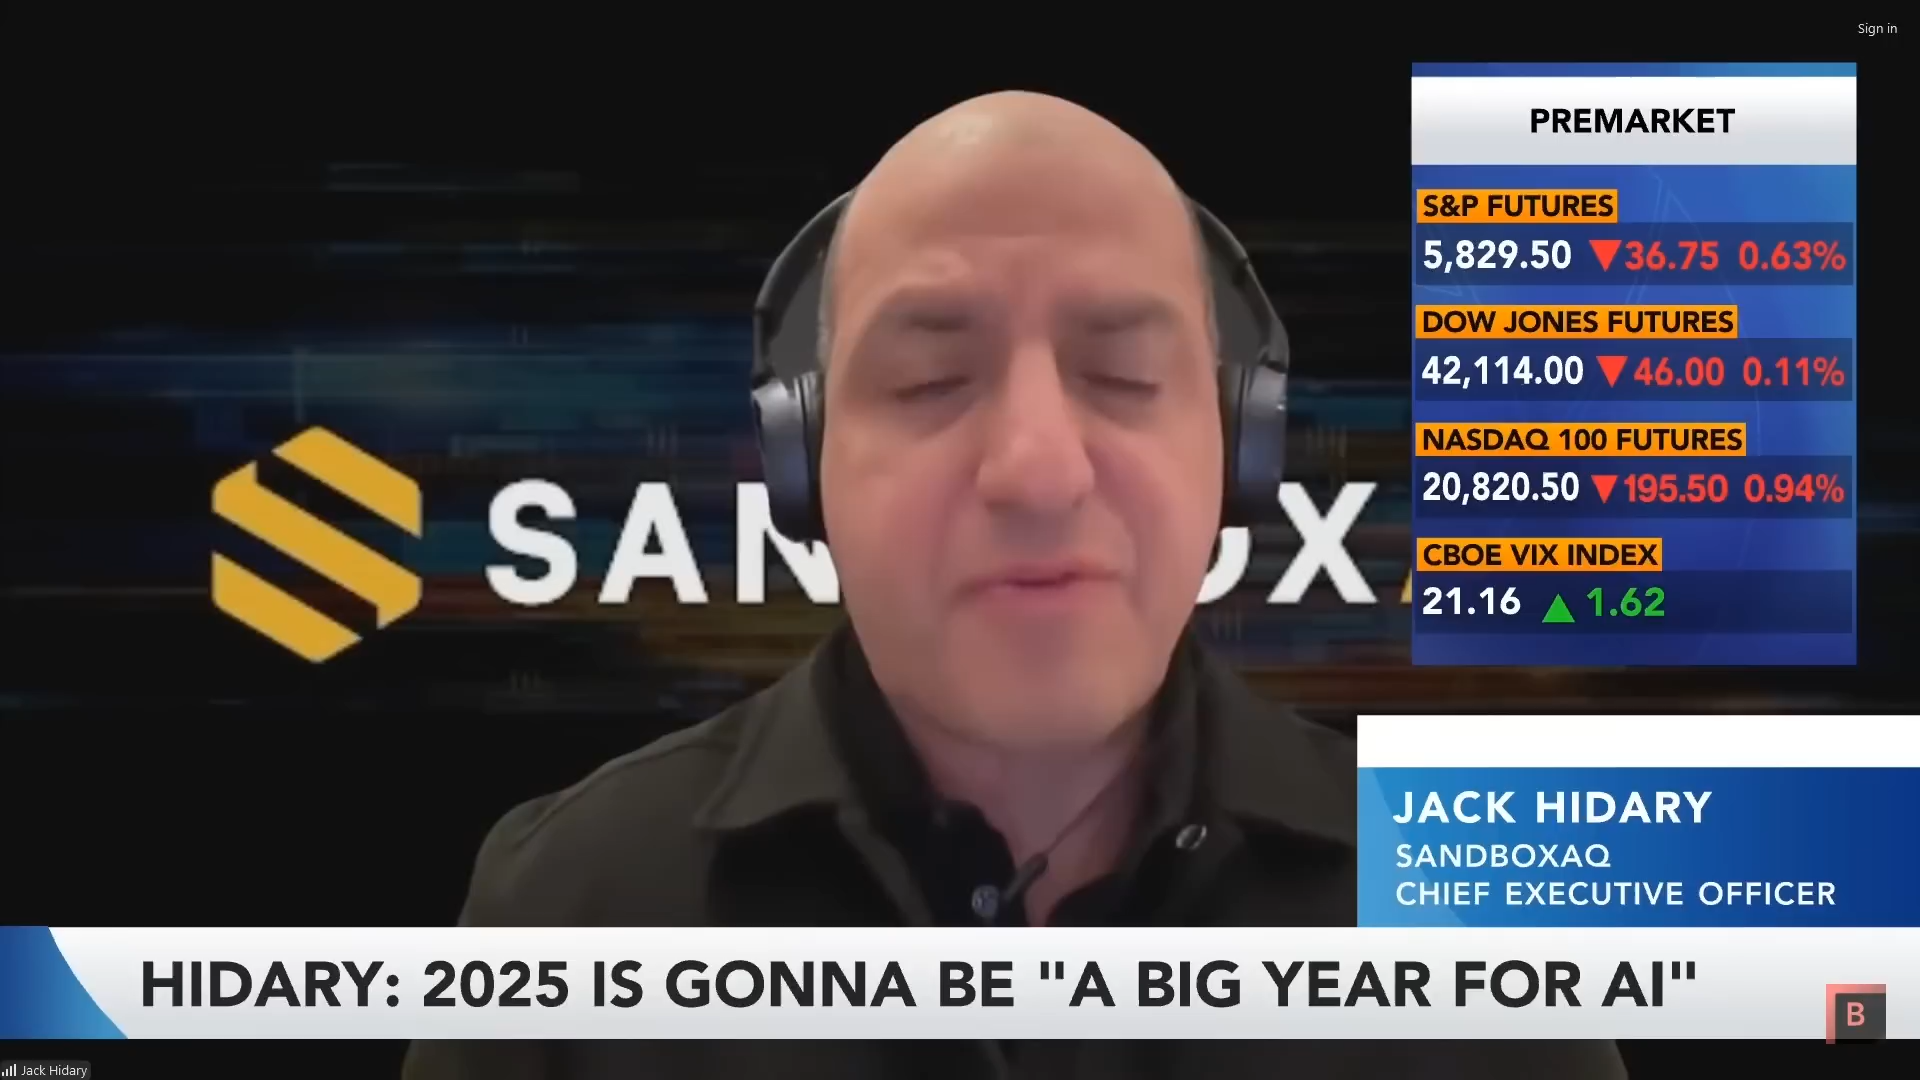 Sign in
PREMARKET
S&P FUTURES
5,829.50 ▼36.75 0.63%
DOW JONES FUTURES
42,114.00 ▼46.00 0.11%
NASDAQ 100 FUTURES
20,820.50 ▼195.50 0.94%
CBOE VIX INDEX
21.16 ▲ 1.62
SAN OX
JACK HIDARY
SANDBOXAQ
CHIEF EXECUTIVE OFFICER
HIDARY: 2025 IS GONNA BE "A BIG YEAR FOR AI"
B
Jack Hidary